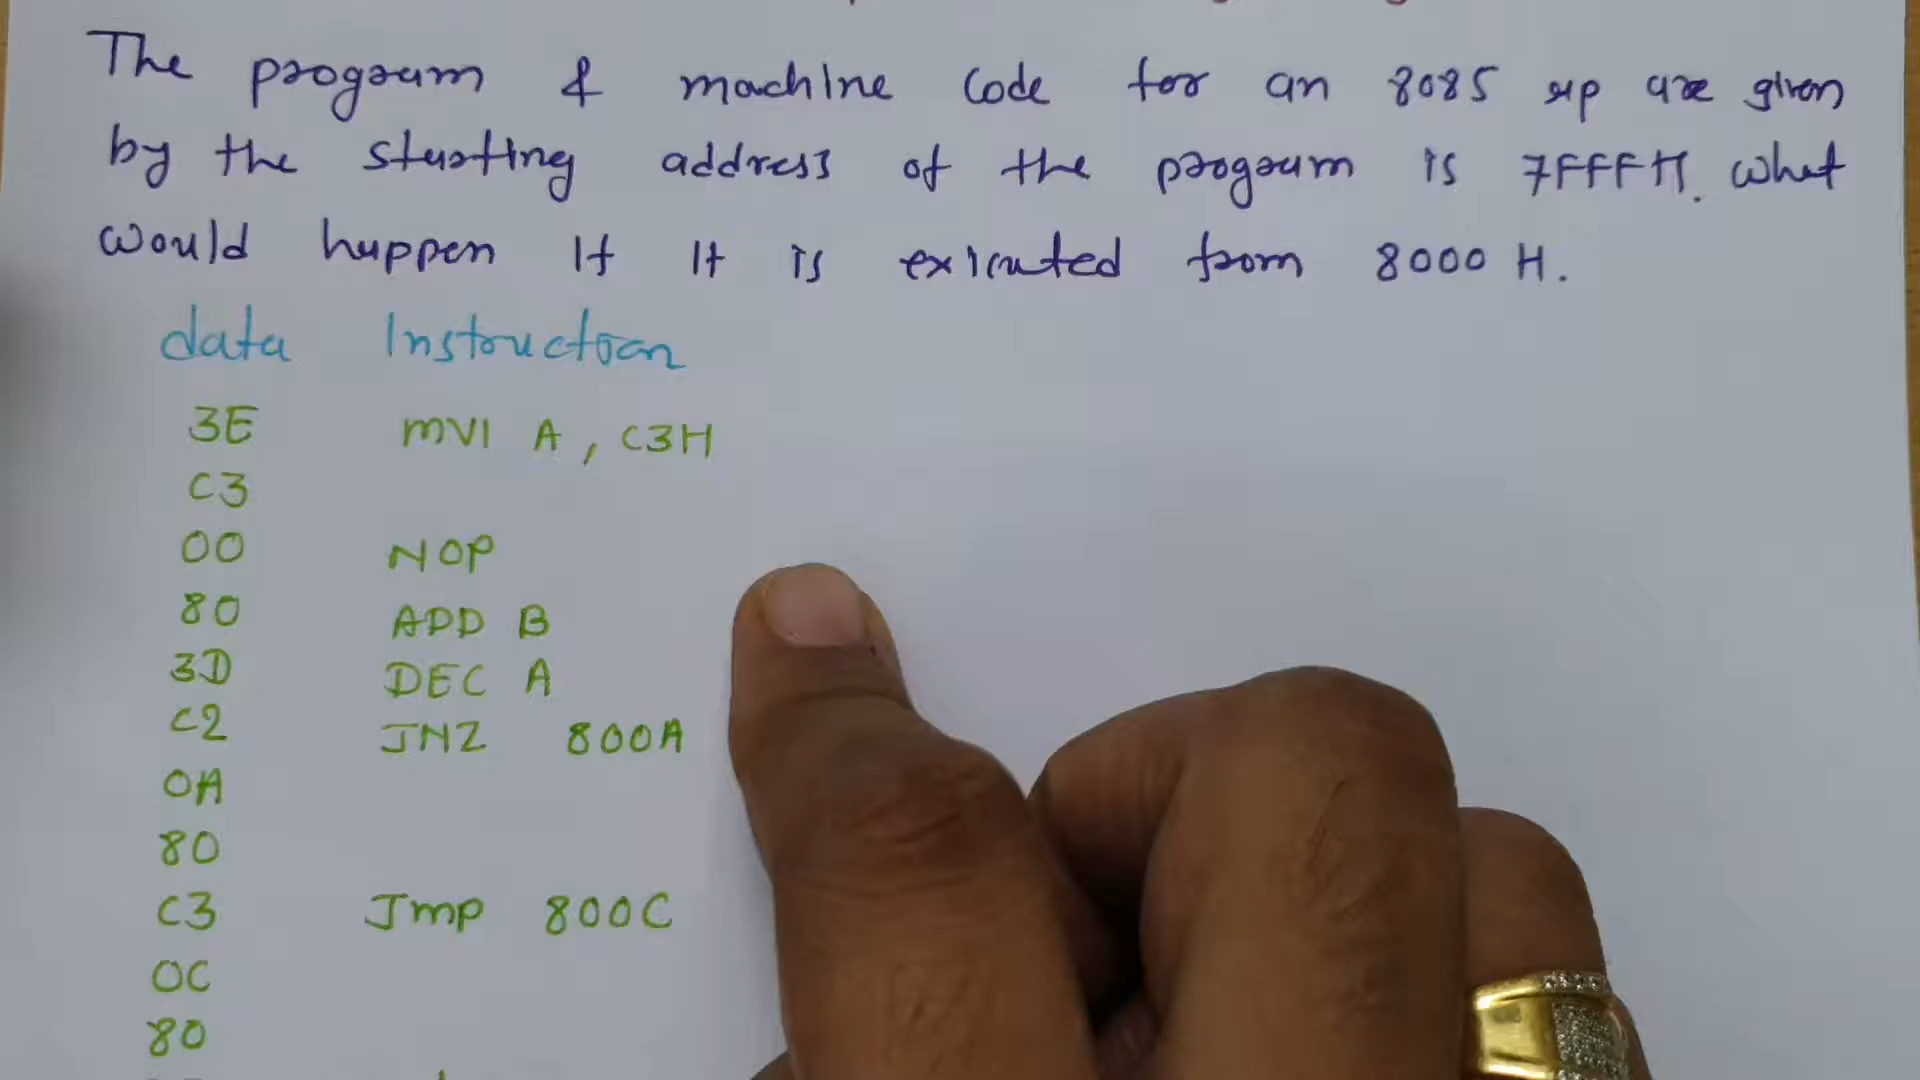 The program & machine code for an 8085 μp are given
by the starting address of the program is 7FFFH. What
would happen if it is exicuted from 8000 H.
data Instruction
3E MVI A, C3H
C3
00 NOP
80 ADD B
3D DEC A
C2 JNZ 800A
0A
80
C3 Jmp 800C
0C
80